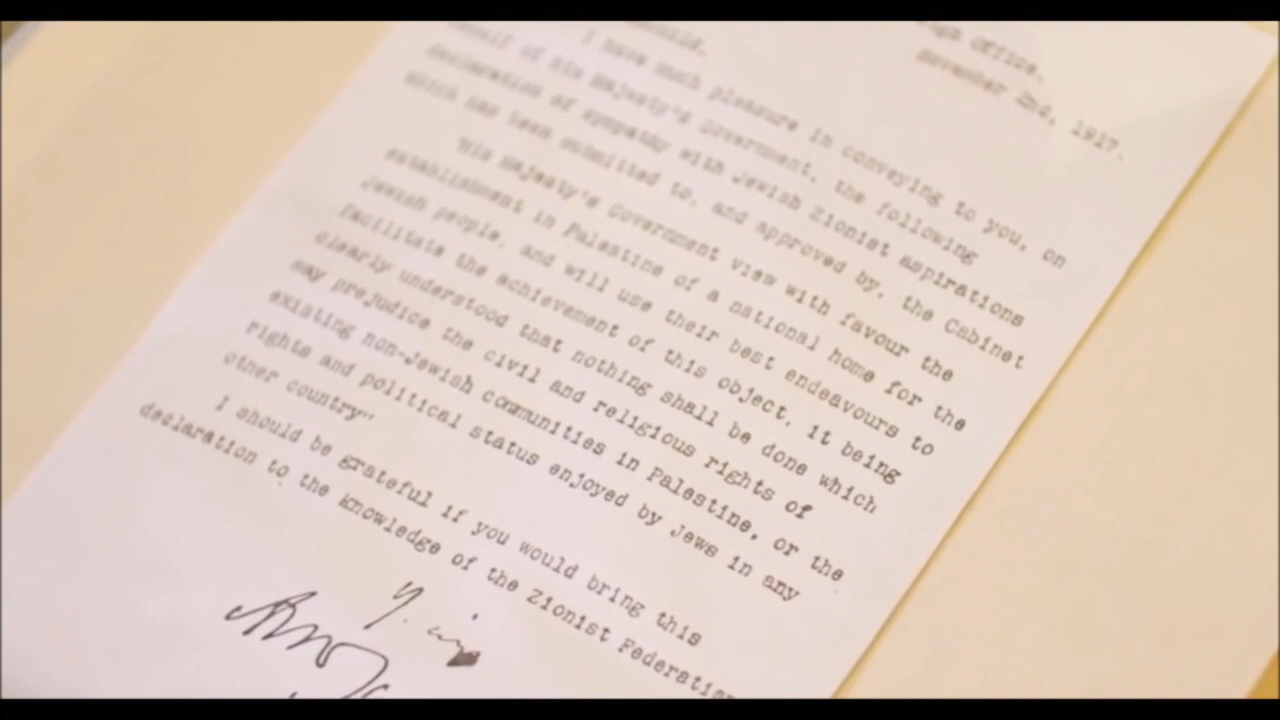 Office,
November 2nd, 1917.
I have much pleasure in conveying to you, on
behalf of His Majesty's Government, the following
declaration of sympathy with Jewish Zionist aspirations
which has been submitted to, and approved by, the Cabinet
"His Majesty's Government view with favour the
establishment in Palestine of a national home for the
Jewish people, and will use their best endeavours to
facilitate the achievement of this object, it being
clearly understood that nothing shall be done which
may prejudice the civil and religious rights of
existing non-Jewish communities in Palestine, or the
rights and political status enjoyed by Jews in any
other country"
I should be grateful if you would bring this
declaration to the knowledge of the Zionist Federation